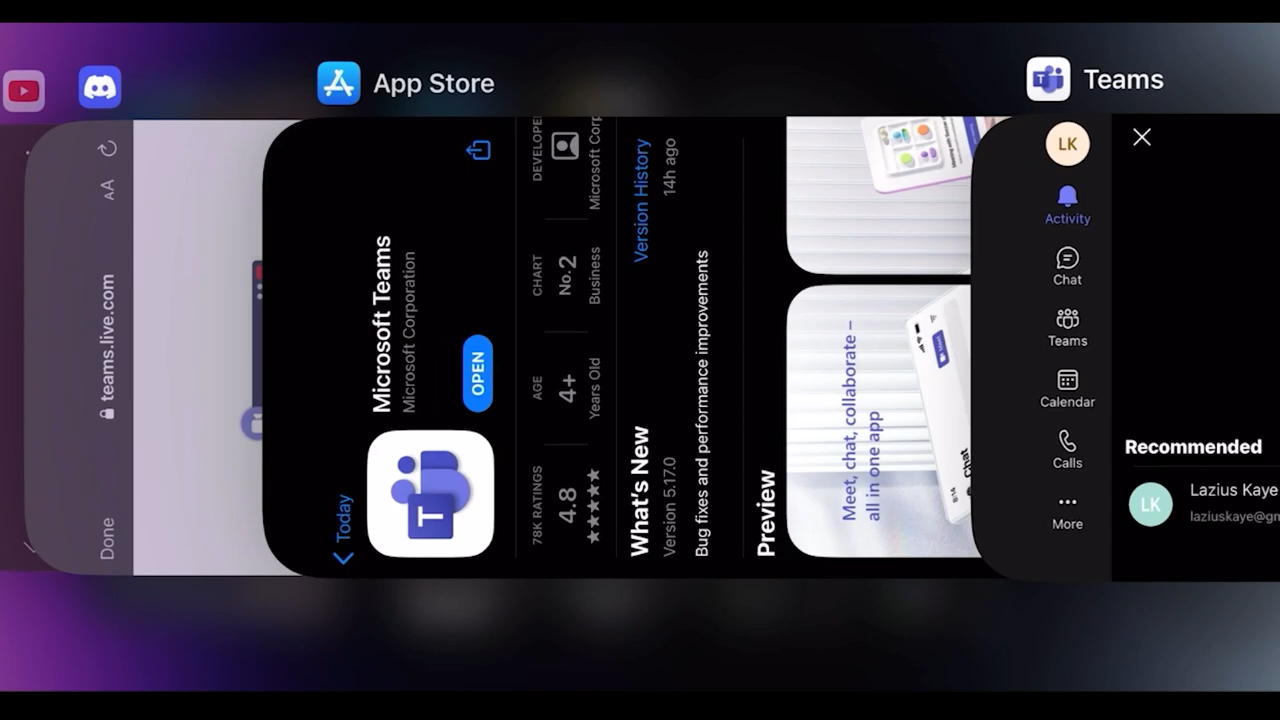 App Store
Teams
AA
teams.live.com
Done
Today
Microsoft Teams
Microsoft Corporation
OPEN
78K RATINGS
4.8
★★★★★
AGE
4+
Years Old
CHART
No.2
Business
DEVELOPE
Microsoft Corp
What's New
Version History
Version 5.17.0
14h ago
Bug fixes and performance improvements
Preview
Meet, chat, collaborate –
all in one app
Chat
LK
Activity
Chat
Teams
Calendar
Calls
More
Recommended
LK
Lazius Kaye
laziuskaye@gm